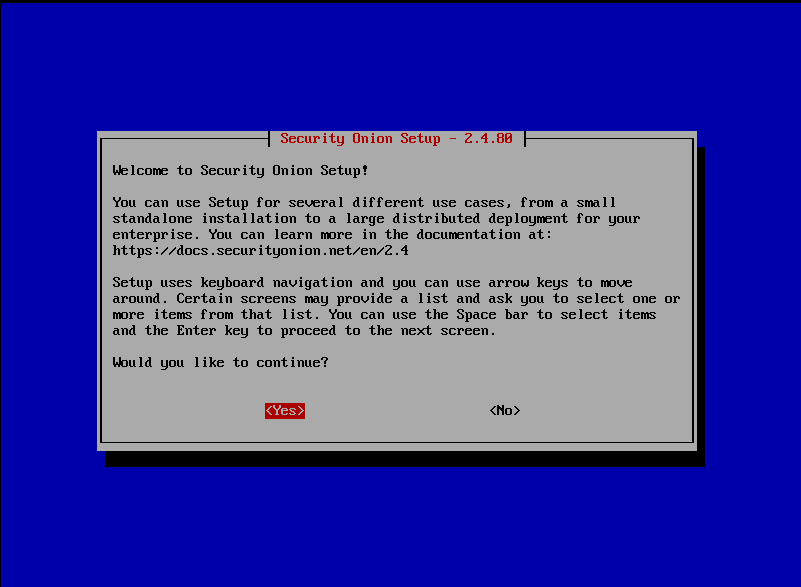 Security Onion Setup - 2.4.80
Welcome to Security Onion Setup!
You can use Setup for several different use cases, from a small
standalone installation to a large distributed deployment for your
enterprise. You can learn more in the documentation at:
https://docs.securityonion.net/en/2.4
Setup uses keyboard navigation and you can use arrow keys to move
around. Certain screens may provide a list and ask you to select one or
more items from that list. You can use the Space bar to select items
and the Enter key to proceed to the next screen.
Would you like to continue?
<Yes> <No>